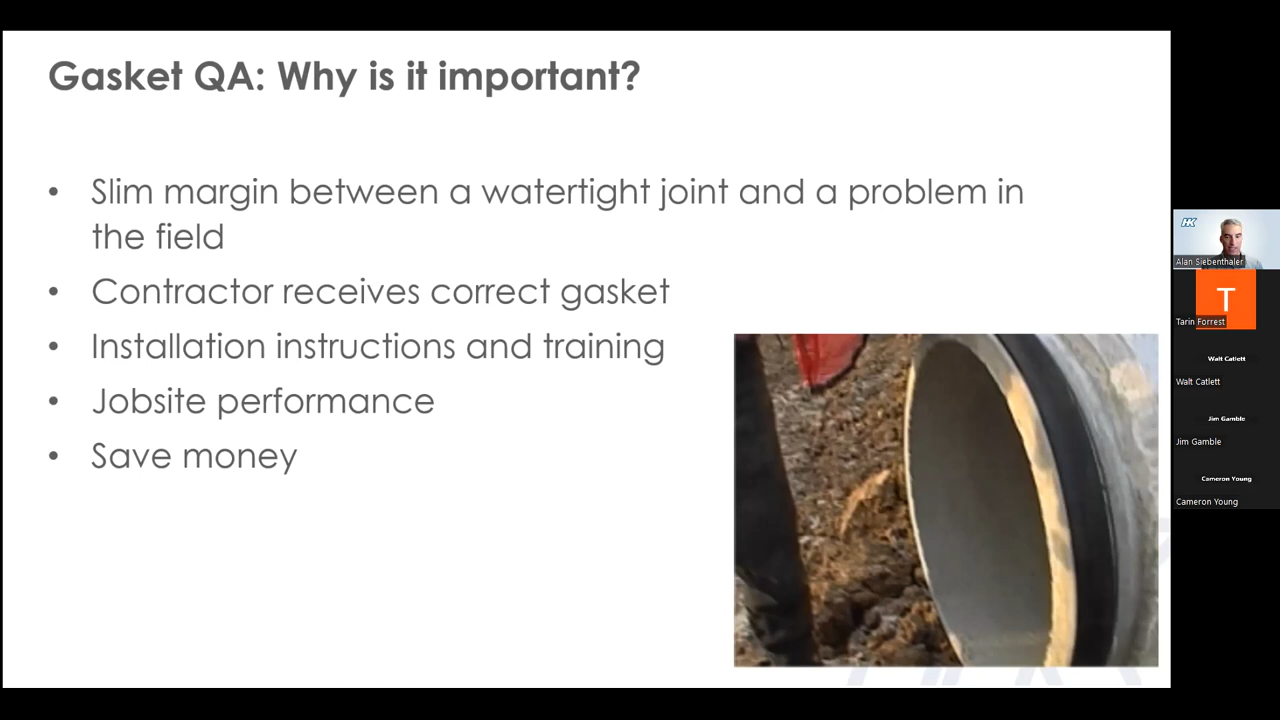 Gasket QA: Why is it important?
• Slim margin between a watertight joint and a problem in
the field
• Contractor receives correct gasket
• Installation instructions and training
• Jobsite performance
• Save money
HK
Alan Siebenthaler
T
Tarin Forrest
Walt Catlett
Walt Catlett
Jim Gamble
Jim Gamble
Cameron Young
Cameron Young